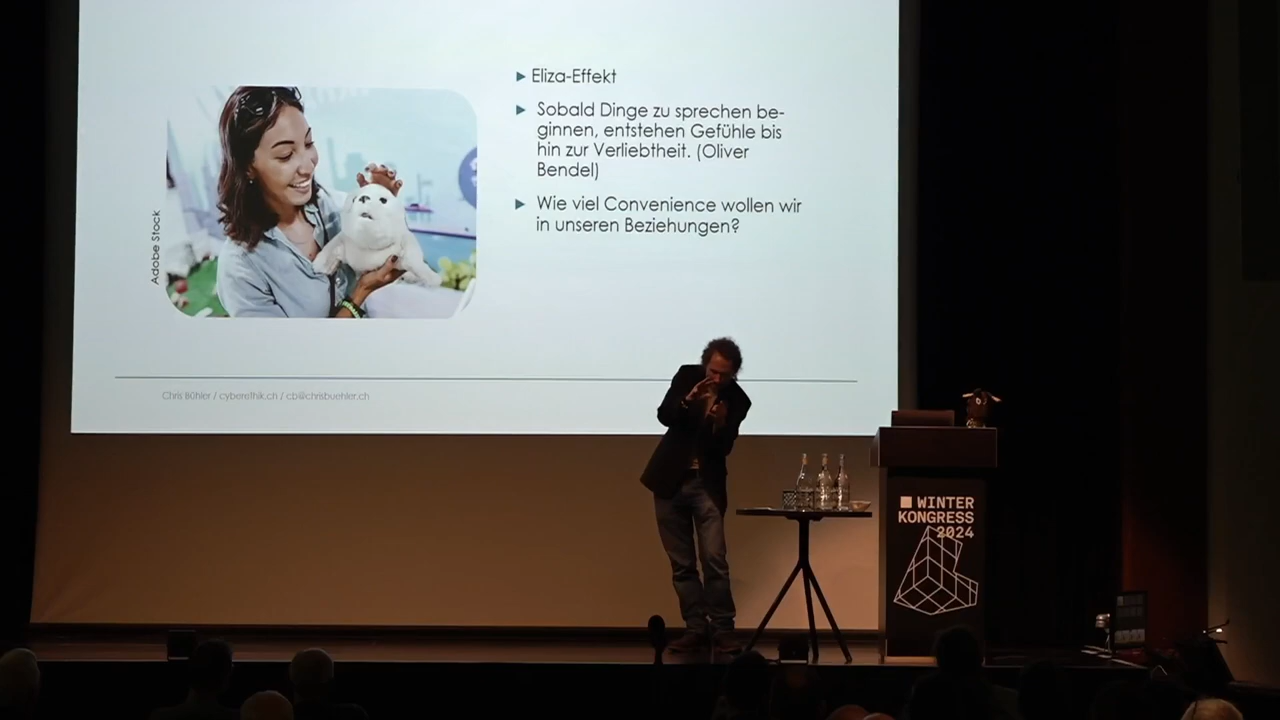 Eliza-Effekt
Sobald Dinge zu sprechen be-
ginnen, entstehen Gefühle bis
hin zur Verliebtheit. (Oliver
Bendel)
Wie viel Convenience wollen wir
in unseren Beziehungen?
Adobe Stock
Chris Bühler / cyberethik.ch / cb@chrisbuehler.ch
WINTER
KONGRESS
2024